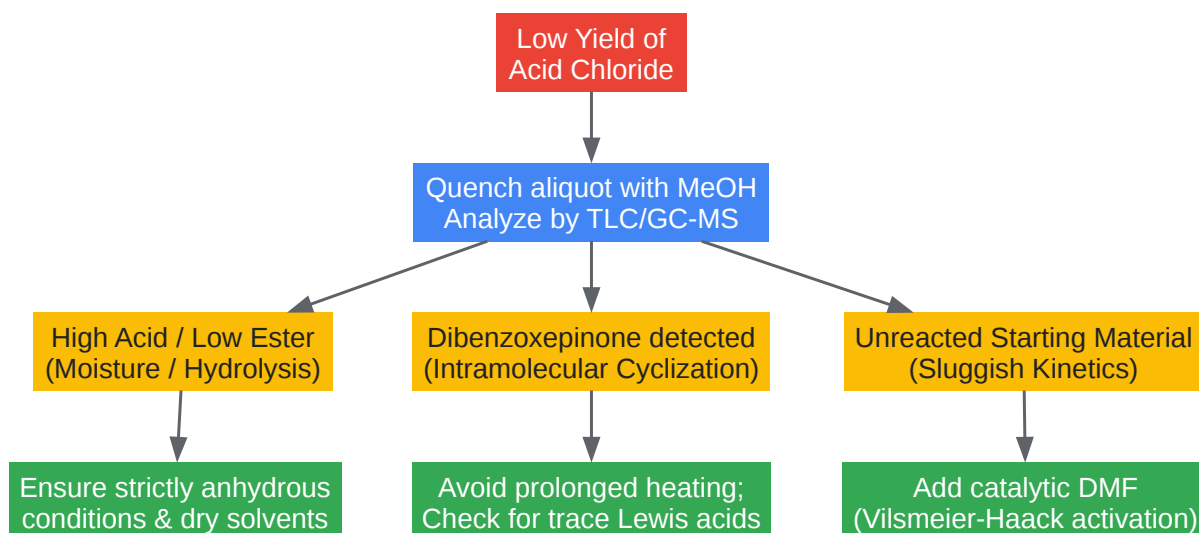 Low Yield of
Acid Chloride
Quench aliquot with MeOH
Analyze by TLC/GC-MS
High Acid / Low Ester
(Moisture / Hydrolysis)
Dibenzoxepinone detected
(Intramolecular Cyclization)
Unreacted Starting Material
(Sluggish Kinetics)
Ensure strictly anhydrous
conditions & dry solvents
Avoid prolonged heating;
Check for trace Lewis acids
Add catalytic DMF
(Vilsmeier-Haack activation)